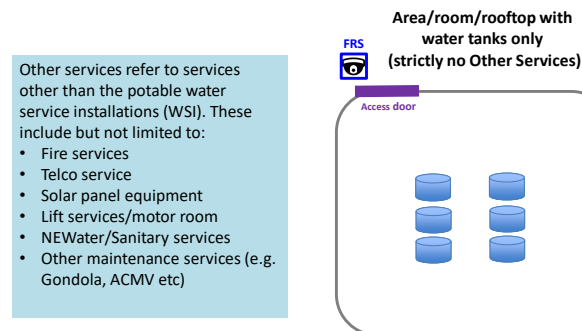 Other services refer to services
other than the potable water
service installations (WSI). These
include but not limited to:
• Fire services
• Telco service
• Solar panel equipment
• Lift services/motor room
• NEWater/Sanitary services
• Other maintenance services (e.g.
Gondola, ACMV etc)
Area/room/rooftop with
water tanks only
(strictly no Other Services)
FRS
Access door